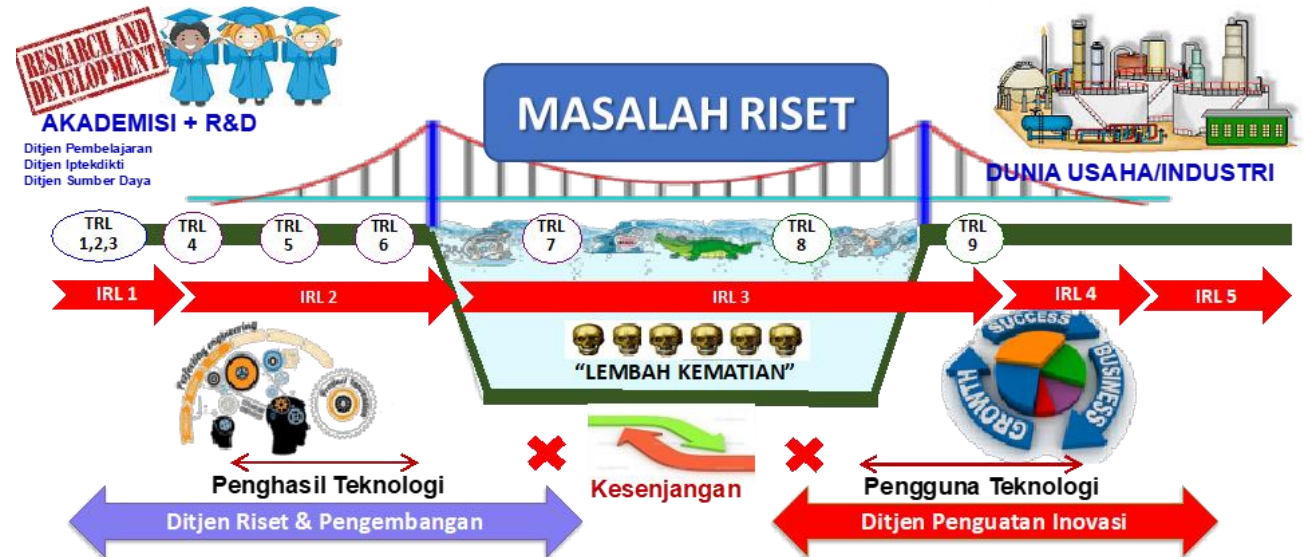 RESEARCH AND
DEVELOPMENT
AKADEMISI + R&D
Ditjen Pembelajaran
Ditjen Iptekdikti
Ditjen Sumber Daya
MASALAH RISET
DUNIA USAHA/INDUSTRI
TRL
1,2,3
TRL
4
TRL
5
TRL
6
TRL
7
TRL
8
TRL
9
IRL 1
IRL 2
IRL 3
IRL 4
IRL 5
“LEMBAH KEMATIAN”
SUCCESS
BUSINESS
GROWTH
Kesenjangan
Penghasil Teknologi
Pengguna Teknologi
Ditjen Riset & Pengembangan
Ditjen Penguatan Inovasi